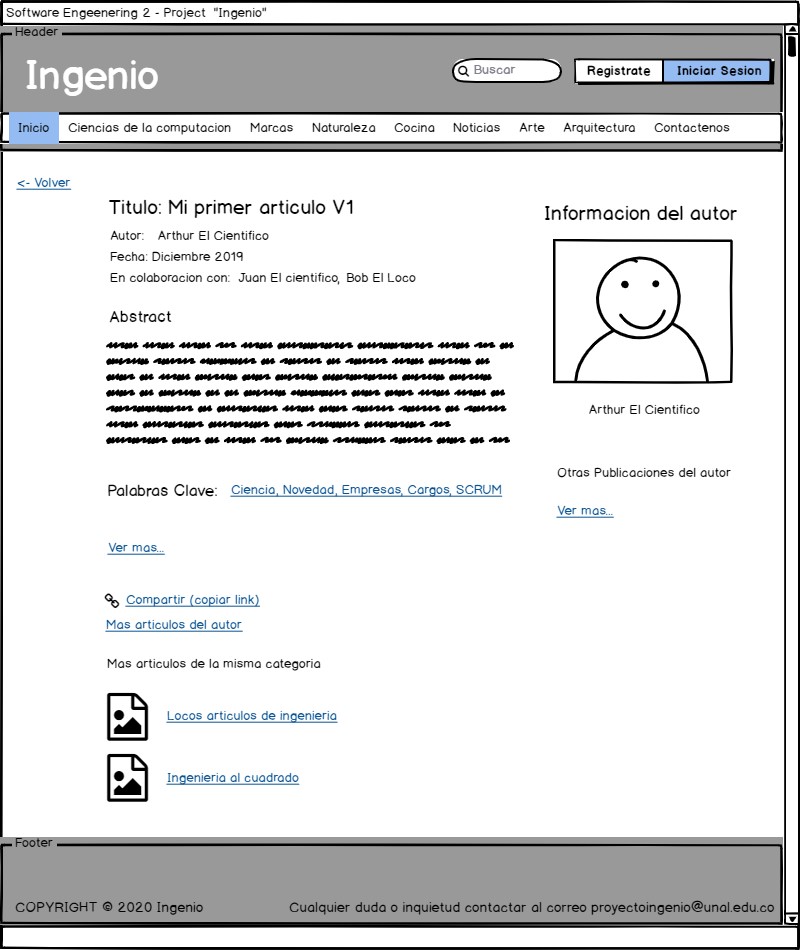 Software Engeenering 2 - Project "Ingenio"
Header
Ingenio
Buscar
Registrate
Iniciar Sesion
Inicio Ciencias de la computacion Marcas Naturaleza Cocina Noticias Arte Arquitectura Contactenos
<- Volver
Titulo: Mi primer articulo V1
Autor: Arthur El Cientifico
Fecha: Diciembre 2019
En colaboracion con: Juan El cientifico, Bob El Loco
Abstract
Palabras Clave: Ciencia, Novedad, Empresas, Cargos, SCRUM
Ver mas...
Compartir (copiar link)
Mas articulos del autor
Mas articulos de la misma categoria
Locos articulos de ingenieria
Ingenieria al cuadrado
Informacion del autor
Arthur El Cientifico
Otras Publicaciones del autor
Ver mas...
Footer
COPYRIGHT © 2020 Ingenio
Cualquier duda o inquietud contactar al correo proyectoingenio@unal.edu.co